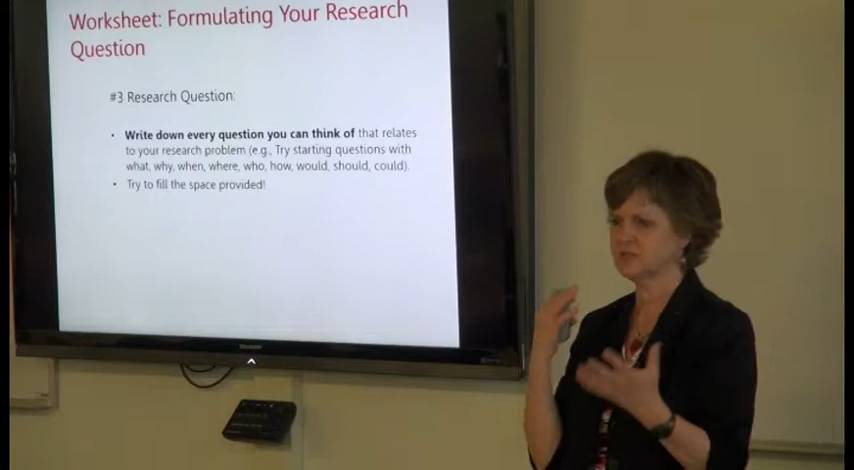 Worksheet: Formulating Your Research
Question
#3 Research Question:
• Write down every question you can think of that relates
to your research problem (e.g., Try starting questions with
what, why, when, where, who, how, would, should, could).
• Try to fill the space provided!
SHARP